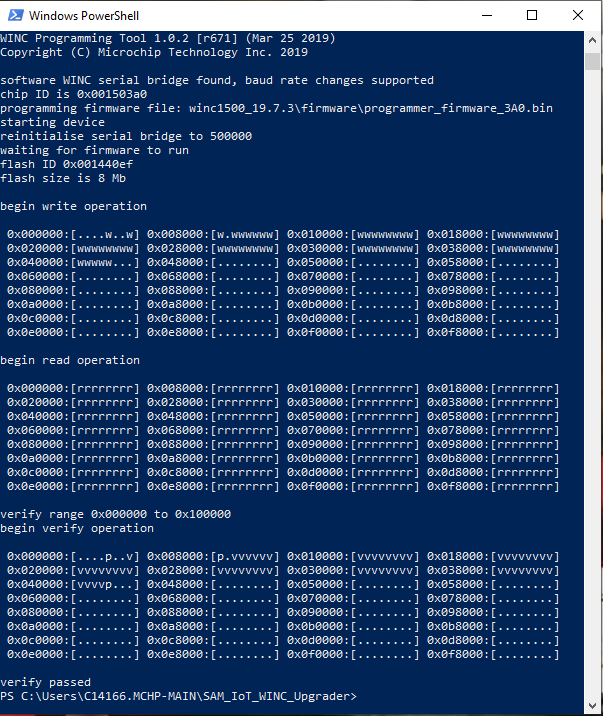 Windows PowerShell
WINC Programming Tool 1.0.2 [r671] (Mar 25 2019)
Copyright (C) Microchip Technology Inc. 2019
software WINC serial bridge found, baud rate changes supported
chip ID is 0x001503a0
programming firmware file: winc1500_19.7.3\firmware\programmer_firmware_3A0.bin
starting device
reinitialise serial bridge to 500000
waiting for firmware to run
flash ID 0x001440ef
flash size is 8 Mb
begin write operation
0x000000:[....w..w] 0x008000:[w.wwwwww] 0x010000:[wwwwwwww] 0x018000:[wwwwwwww]
0x020000:[wwwwwwww] 0x028000:[wwwwwwww] 0x030000:[wwwwwwww] 0x038000:[wwwwwwww]
0x040000:[wwwww...] 0x048000:[........] 0x050000:[........] 0x058000:[........]
0x060000:[........] 0x068000:[........] 0x070000:[........] 0x078000:[........]
0x080000:[........] 0x088000:[........] 0x090000:[........] 0x098000:[........]
0x0a0000:[........] 0x0a8000:[........] 0x0b0000:[........] 0x0b8000:[........]
0x0c0000:[........] 0x0c8000:[........] 0x0d0000:[........] 0x0d8000:[........]
0x0e0000:[........] 0x0e8000:[........] 0x0f0000:[........] 0x0f8000:[........]
begin read operation
0x000000:[rrrrrrrr] 0x008000:[rrrrrrrr] 0x010000:[rrrrrrrr] 0x018000:[rrrrrrrr]
0x020000:[rrrrrrrr] 0x028000:[rrrrrrrr] 0x030000:[rrrrrrrr] 0x038000:[rrrrrrrr]
0x040000:[rrrrrrrr] 0x048000:[rrrrrrrr] 0x050000:[rrrrrrrr] 0x058000:[rrrrrrrr]
0x060000:[rrrrrrrr] 0x068000:[rrrrrrrr] 0x070000:[rrrrrrrr] 0x078000:[rrrrrrrr]
0x080000:[rrrrrrrr] 0x088000:[rrrrrrrr] 0x090000:[rrrrrrrr] 0x098000:[rrrrrrrr]
0x0a0000:[rrrrrrrr] 0x0a8000:[rrrrrrrr] 0x0b0000:[rrrrrrrr] 0x0b8000:[rrrrrrrr]
0x0c0000:[rrrrrrrr] 0x0c8000:[rrrrrrrr] 0x0d0000:[rrrrrrrr] 0x0d8000:[rrrrrrrr]
0x0e0000:[rrrrrrrr] 0x0e8000:[rrrrrrrr] 0x0f0000:[rrrrrrrr] 0x0f8000:[rrrrrrrr]
verify range 0x000000 to 0x100000
begin verify operation
0x000000:[....p..v] 0x008000:[p.vvvvvv] 0x010000:[vvvvvvvv] 0x018000:[vvvvvvvv]
0x020000:[vvvvvvvv] 0x028000:[vvvvvvvv] 0x030000:[vvvvvvvv] 0x038000:[vvvvvvvv]
0x040000:[vvvvp...] 0x048000:[........] 0x050000:[........] 0x058000:[........]
0x060000:[........] 0x068000:[........] 0x070000:[........] 0x078000:[........]
0x080000:[........] 0x088000:[........] 0x090000:[........] 0x098000:[........]
0x0a0000:[........] 0x0a8000:[........] 0x0b0000:[........] 0x0b8000:[........]
0x0c0000:[........] 0x0c8000:[........] 0x0d0000:[........] 0x0d8000:[........]
0x0e0000:[........] 0x0e8000:[........] 0x0f0000:[........] 0x0f8000:[........]
verify passed
PS C:\Users\C14166.MCHP-MAIN\SAM_IoT_WINC_Upgrader>